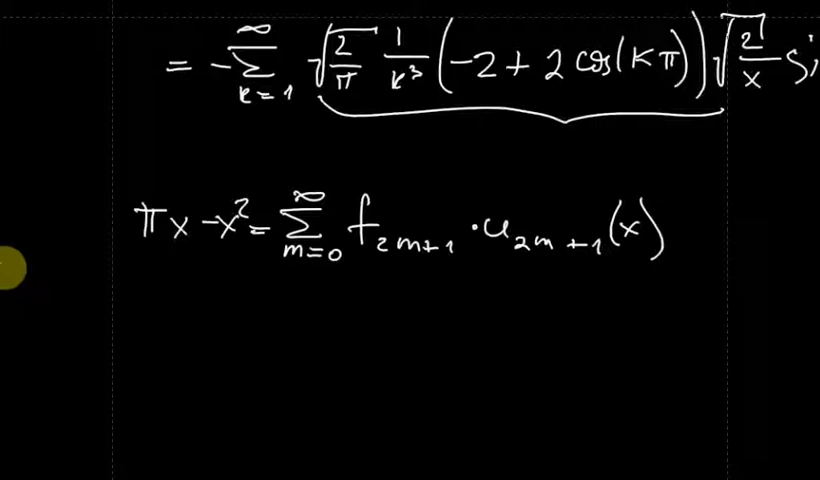 = -∑_{k=1}^{∞} √(2/π) 1/k³ (-2 + 2 cos(kπ)) √(2/x) Si
πx - x² = ∑_{m=0}^{∞} f_{2m+1} · u_{2m+1}(x)